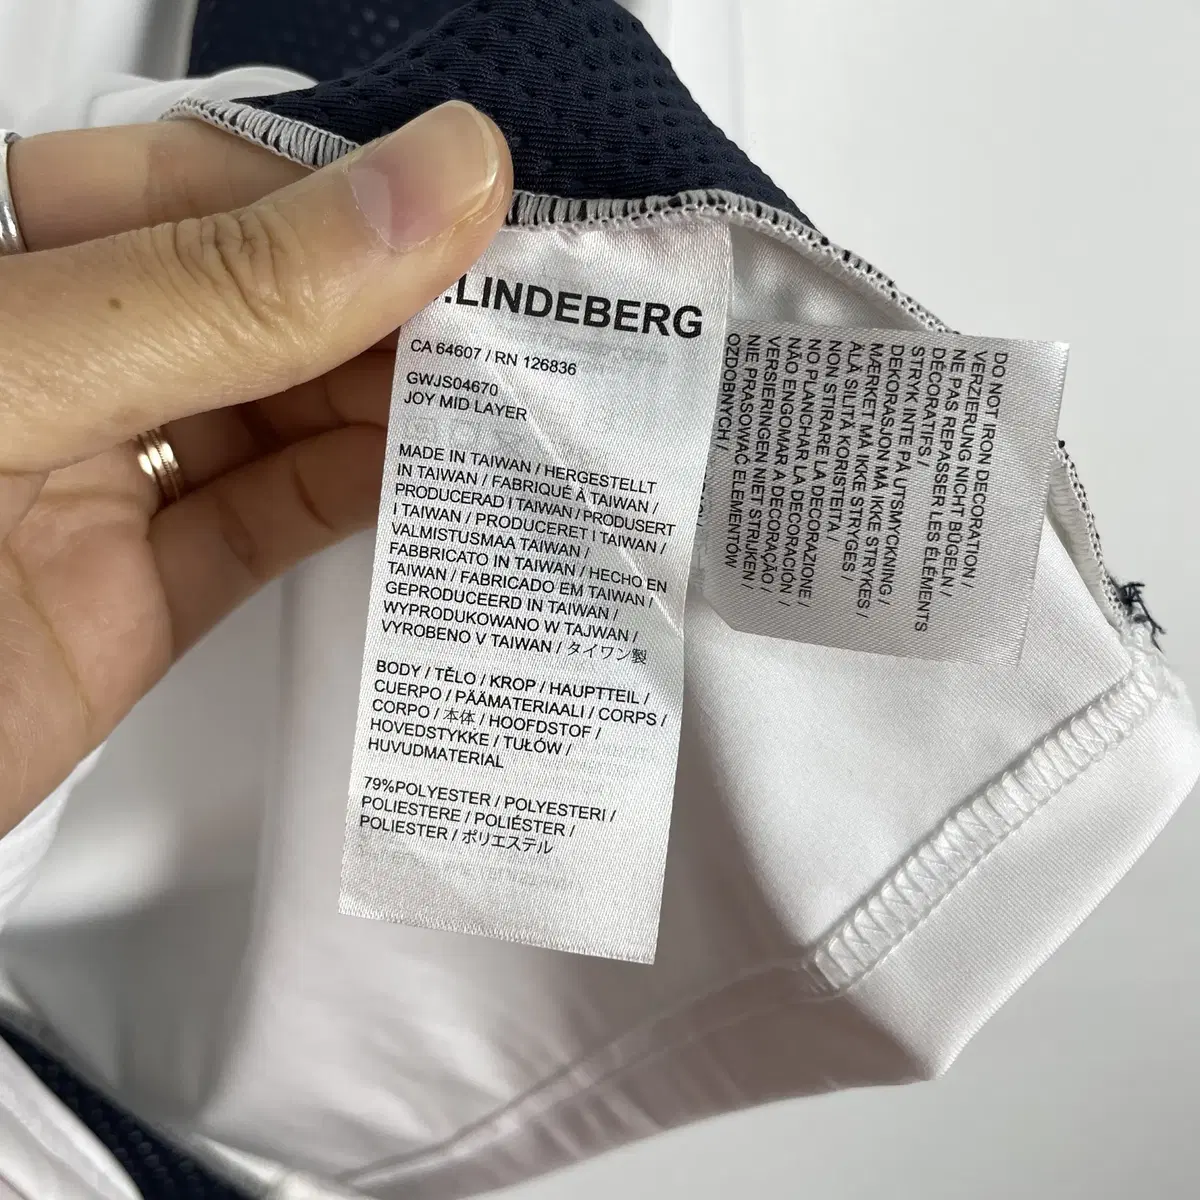 .LINDEBERG
CA 64607 / RN 126836
GWJS04670
JOY MID LAYER
MADE IN TAIWAN / HERGESTELLT
IN TAIWAN / FABRIQUÉ À TAIWAN /
PRODUCERAD I TAIWAN / PRODUSERT
I TAIWAN / PRODUCERET I TAIWAN /
VALMISTUSMAA TAIWAN /
FABBRICATO IN TAIWAN / HECHO EN
TAIWAN / FABRICADO EM TAIWAN /
GEPRODUCEERD IN TAIWAN /
WYPRODUKOWANO W TAJWAN /
VYROBENO V TAIWAN / タイワン製
BODY / TĚLO / KROP / HAUPTTEIL /
CUERPO / PÄÄMATERIAALI / CORPS /
CORPO / 本体 / HOOFDSTOF /
HOVEDSTYKKE / TUŁÓW /
HUVUDMATERIAL
79%POLYESTER / POLYESTERI /
POLIESTERE / POLIÉSTER /
POLIESTER / ポリエステル
DO NOT IRON DECORATION /
VERZIERUNG NICHT BÜGELN /
NE PAS REPASSER LES ÉLÉMENTS
DÉCORATIFS /
STRYK INTE PÅ UTSMYCKNING /
DEKORASJON MÅ IKKE STRYKES /
MÆRKET MÅ IKKE STRYGES /
ÄLÄ SILITÄ KORISTEITA /
NON STIRARE LA DECORAZIONE /
NO PLANCHAR LA DECORACIÓN /
NÃO ENGOMAR A DECORAÇÃO /
VERSIERINGEN NIET STRIJKEN /
NIE PRASOWAĆ ELEMENTÓW
OZDOBNYCH /